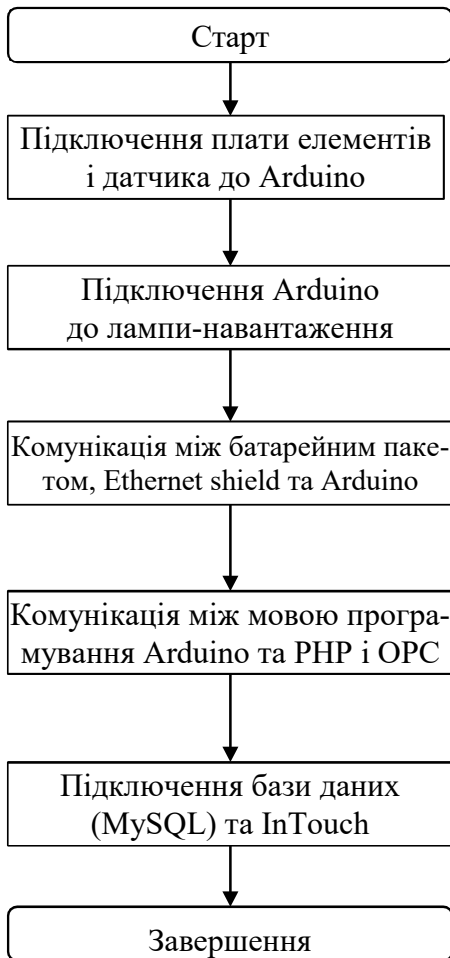 Старт
Підключення плати елементів
і датчика до Arduino
Підключення Arduino
до лампи-навантаження
Комунікація між батарейним паке-
том, Ethernet shield та Arduino
Комунікація між мовою програ-
мування Arduino та PHP і OPC
Підключення бази даних
(MySQL) та InTouch
Завершення